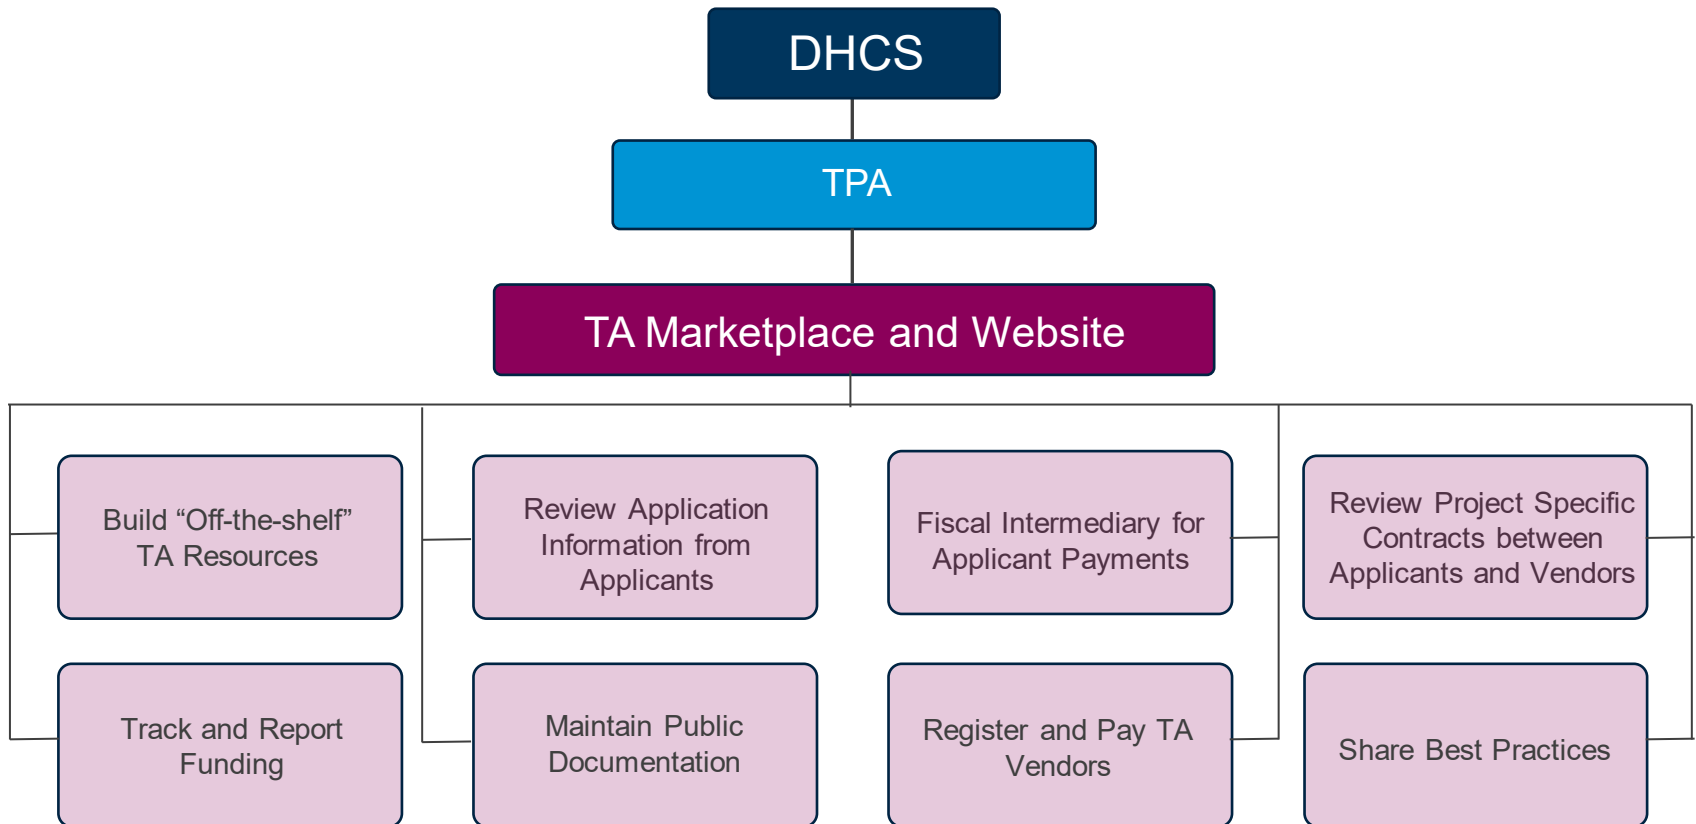 DHCS
TPA
TA Marketplace and Website
Build “Off-the-shelf”
TA Resources
Review Application
Information from
Applicants
Fiscal Intermediary for
Applicant Payments
Review Project Specific
Contracts between
Applicants and Vendors
Track and Report
Funding
Maintain Public
Documentation
Register and Pay TA
Vendors
Share Best Practices